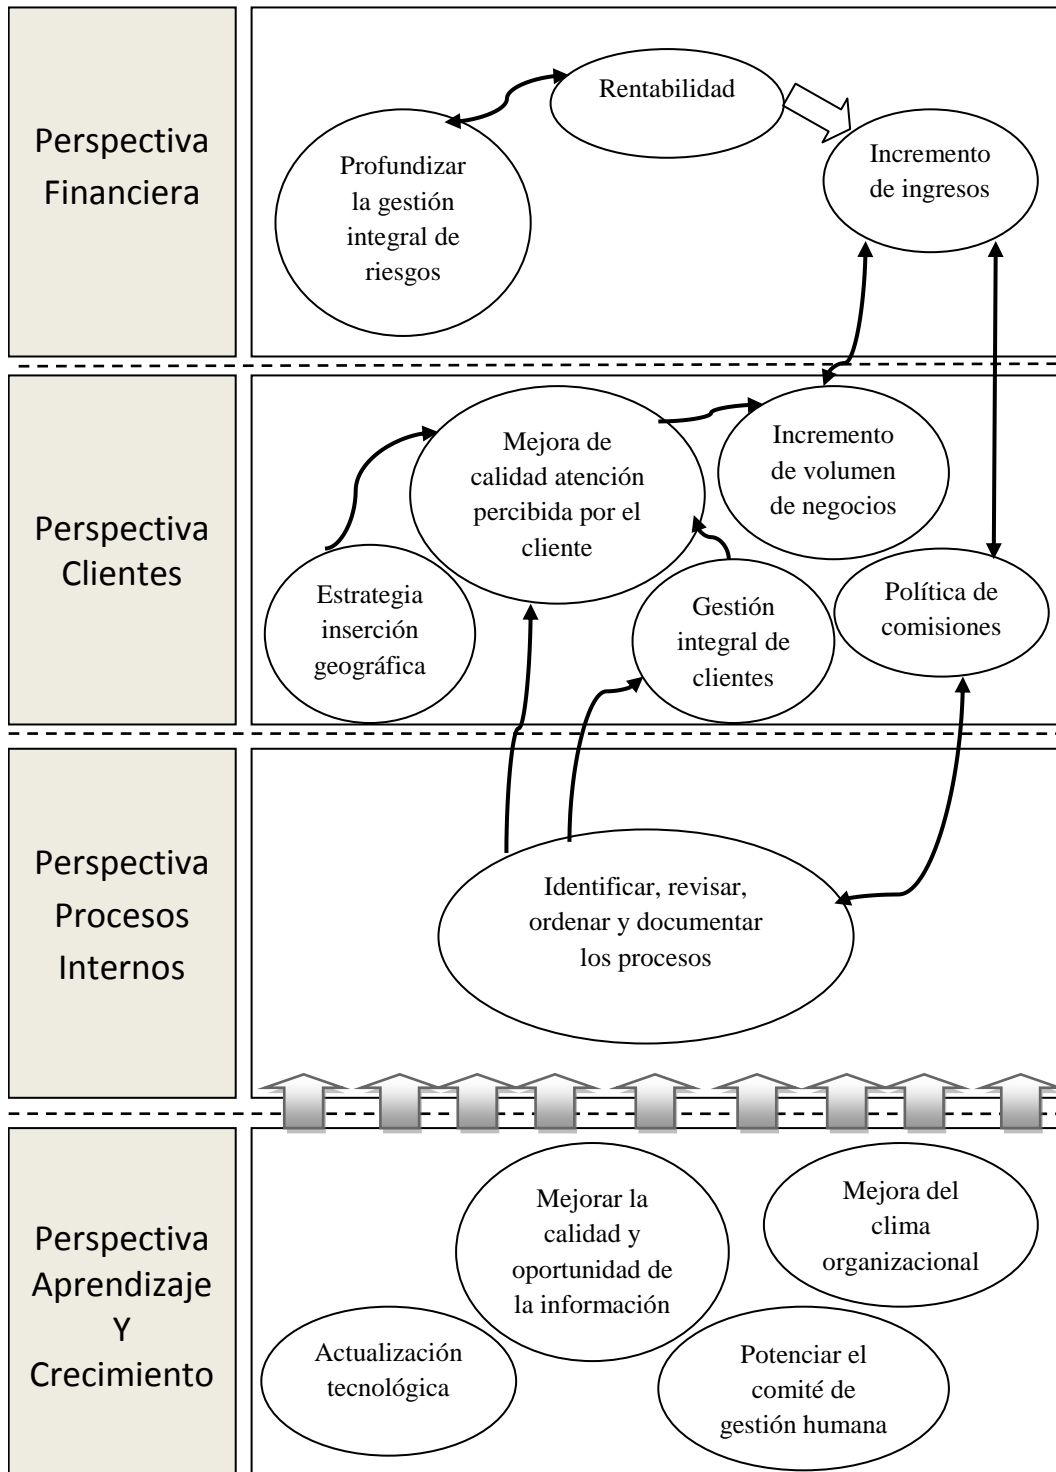 Perspectiva
Financiera
Rentabilidad
Profundizar
la gestión
integral de
riesgos
Incremento
de ingresos
Perspectiva
Clientes
Mejora de
calidad atención
percibida por el
cliente
Incremento
de volumen
de negocios
Estrategia
inserción
geográfica
Gestión
integral de
clientes
Política de
comisiones
Perspectiva
Procesos
Internos
Identificar, revisar,
ordenar y documentar
los procesos
Perspectiva
Aprendizaje
Y
Crecimiento
Mejorar la
calidad y
oportunidad de
la información
Mejora del
clima
organizacional
Actualización
tecnológica
Potenciar el
comité de
gestión humana